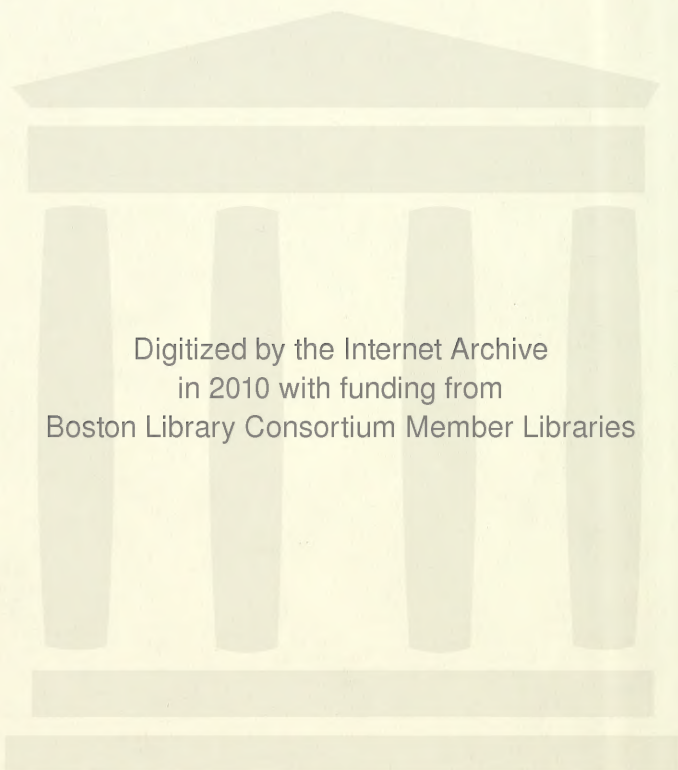 Digitized by the Internet Archive
in 2010 with funding from
Boston Library Consortium Member Libraries